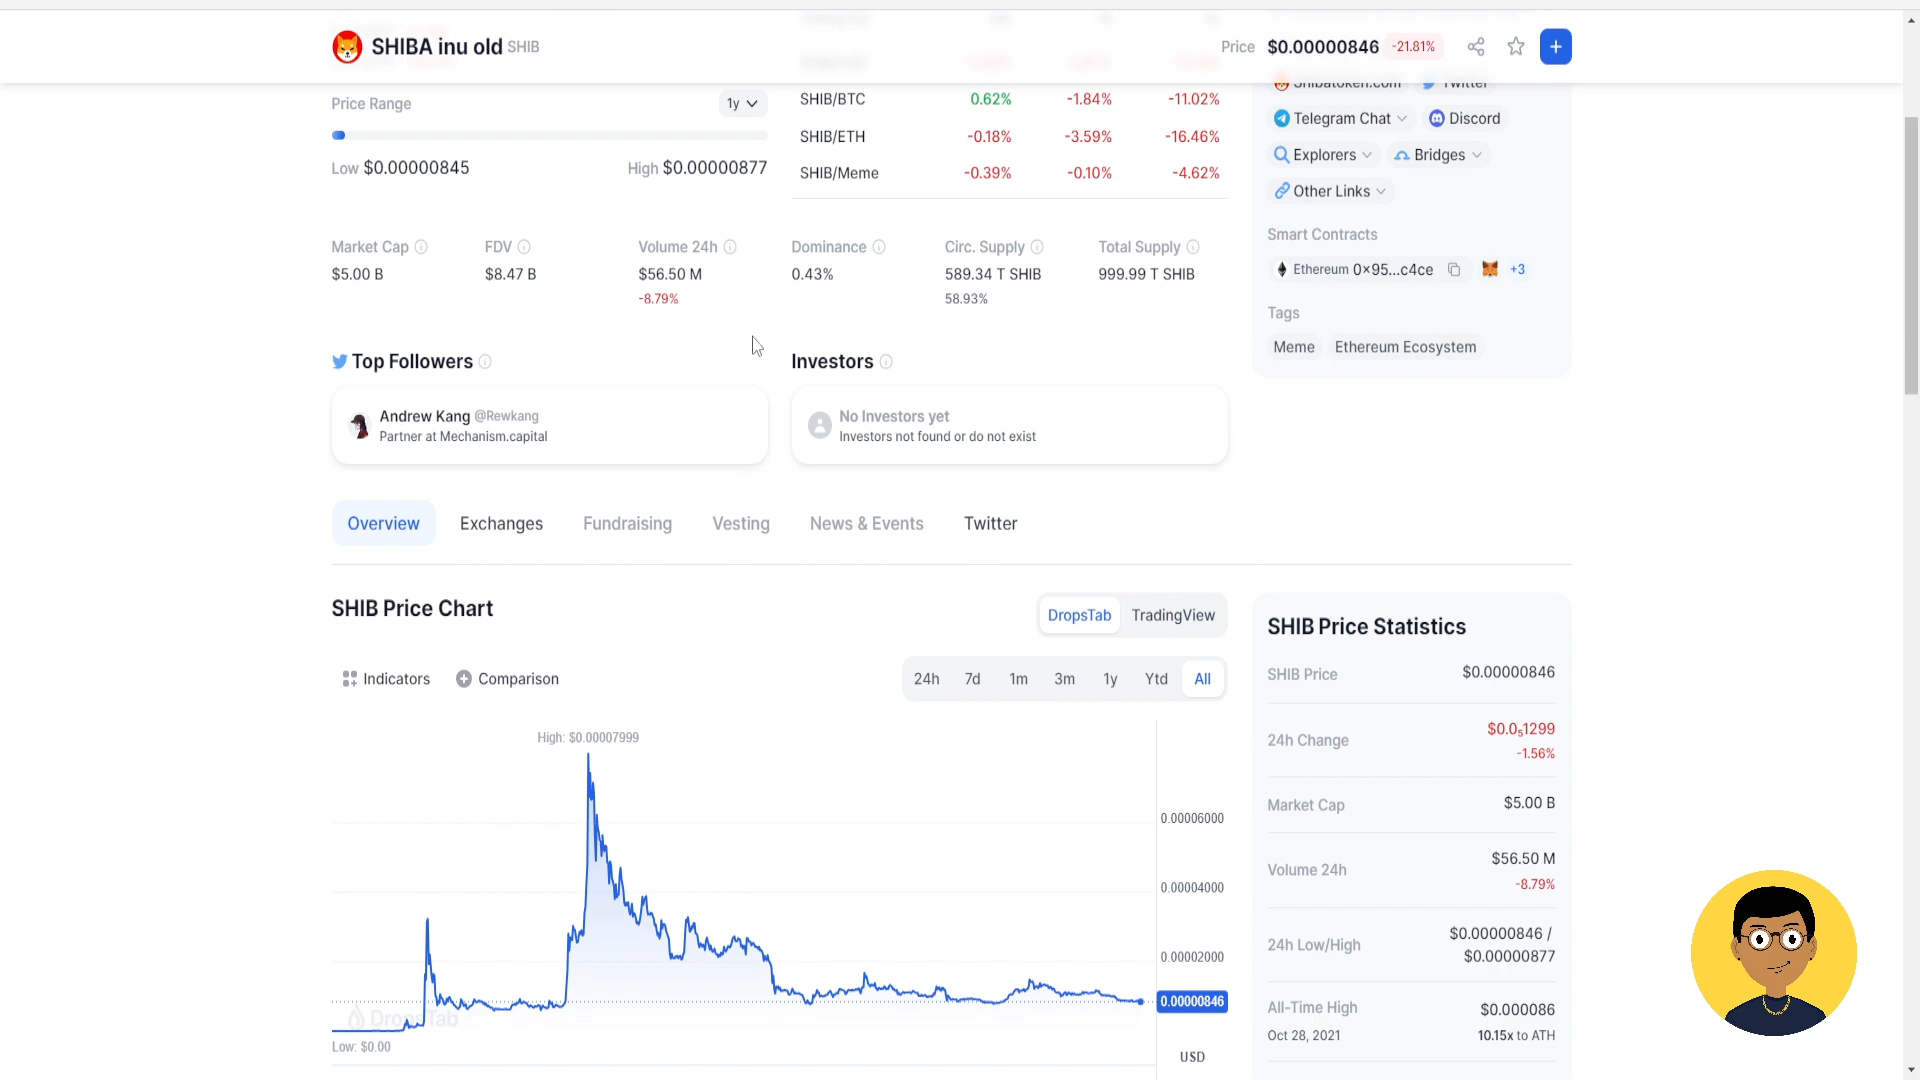 SHIBA inu old SHIB
Price $0.00000846 -21.81%
Price Range 1y
Low $0.00000845 High $0.00000877
SHIB/BTC 0.62% -1.84% -11.02%
SHIB/ETH -0.18% -3.59% -16.46%
SHIB/Meme -0.39% -0.10% -4.62%
Shibatoken.com Twitter
Telegram Chat Discord
Explorers Bridges
Other Links
Smart Contracts
Ethereum 0×95...c4ce +3
Tags
Meme Ethereum Ecosystem
Market Cap FDV Volume 24h Dominance Circ. Supply Total Supply
$5.00 B $8.47 B $56.50 M 0.43% 589.34 T SHIB 999.99 T SHIB
-8.79% 58.93%
Top Followers
Andrew Kang @Rewkang
Partner at Mechanism.capital
Investors
No Investors yet
Investors not found or do not exist
Overview Exchanges Fundraising Vesting News & Events Twitter
SHIB Price Chart
DropsTab TradingView
Indicators Comparison
24h 7d 1m 3m 1y Ytd All
High: $0.00007999
0.00006000
0.00004000
0.00002000
0.00000846
DropsTab
Low: $0.00
USD
SHIB Price Statistics
SHIB Price $0.00000846
24h Change $0.0₅1299
-1.56%
Market Cap $5.00 B
Volume 24h $56.50 M
-8.79%
24h Low/High $0.00000846 /
$0.00000877
All-Time High $0.000086
Oct 28, 2021 10.15x to ATH